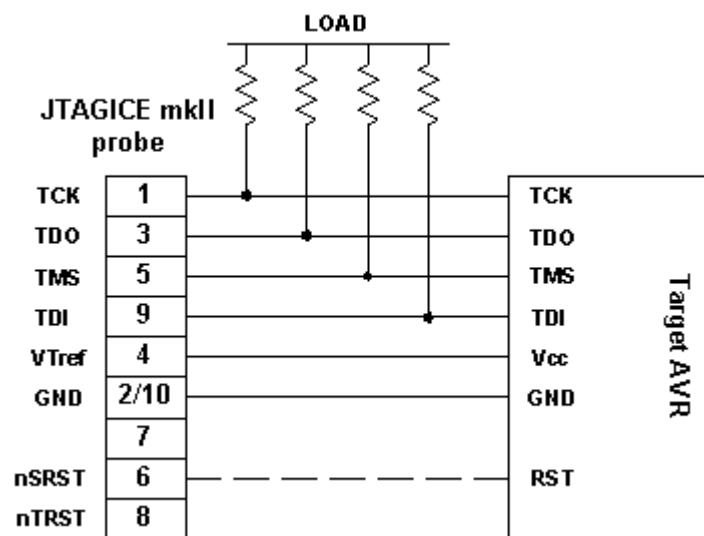 LOAD
JTAGICE mkII
probe
TCK 1 TCK
TDO 3 TDO
TMS 5 TMS
TDI 9 TDI
VTref 4 Vcc
GND 2/10 GND
7
nSRST 6 RST
nTRST 8
Target AVR